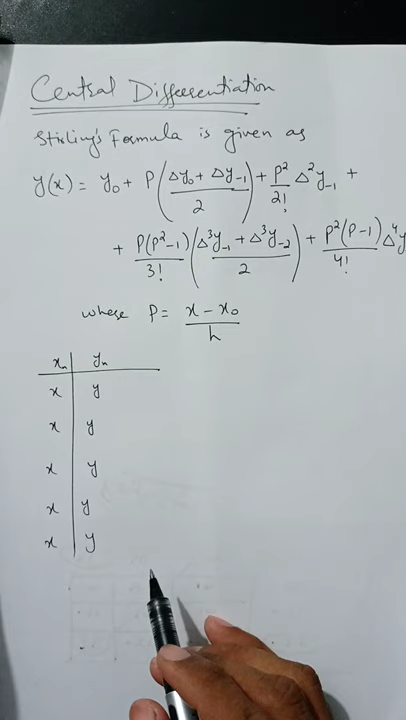 Central Differentiation
Stirling's Formula is given as
y(x) = y₀ + P ( (Δy₀ + Δy₋₁) / 2 ) + P²/2! Δ²y₋₁ +
+ P(P²-1)/3! ( (Δ³y₋₁ + Δ³y₋₂) / 2 ) + P²(P-1)/4! Δ⁴y
where P = (x - x₀) / h
xₙ | yₙ
x | y
x | y
x | y
x | y
x | y